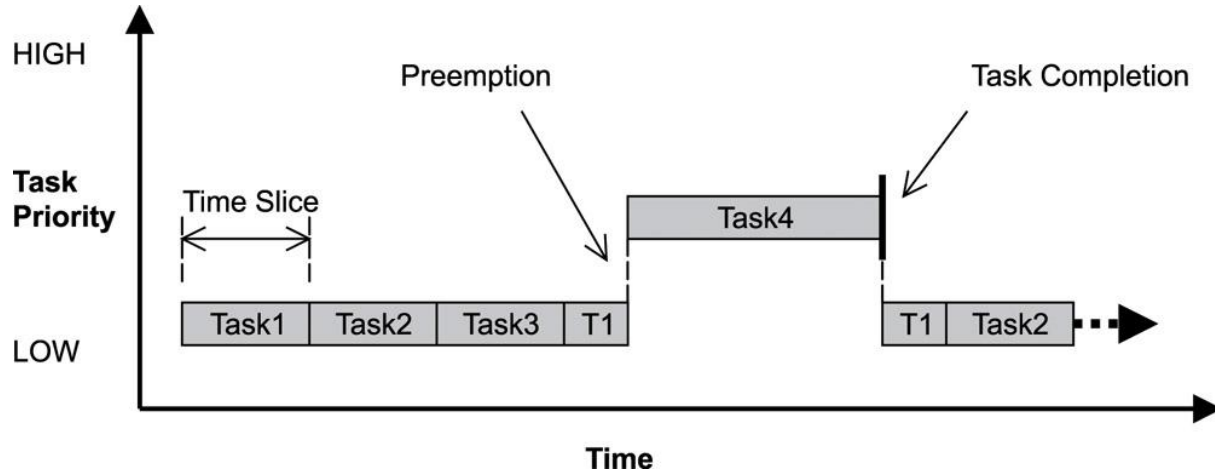 HIGH
Preemption
Task Completion
Task
Priority
Time Slice
Task4
Task1
Task2
Task3
T1
T1
Task2
LOW
Time